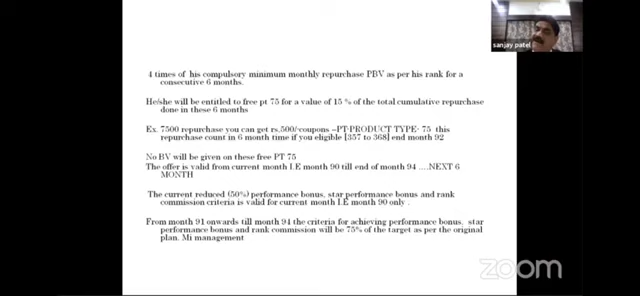 sanjay patel
4 times of his compulsory minimum monthly repurchase PBV as per his rank for a
consecutive 6 months.
He/she will be entitled to free pt 75 for a value of 15 % of the total cumulative repurchase
done in these 6 months
Ex. 7500 repurchase you can get rs.500/-coupons –PT-PRODUCT TYPE- 75 this
repurchase count in 6 month time if you eligible [357 to 368] end month 92
No BV will be given on these free PT 75
The offer is valid from current month I.E month 90 till end of month 94 ....NEXT 6
MONTH
The current reduced (50%) performance bonus, star performance bonus and rank
commission criteria is valid for current month I.E month 90 only .
From month 91 onwards till month 94 the criteria for achieving performance bonus, star
performance bonus and rank commission will be 75% of the target as per the original
plan. Mi management
zoom